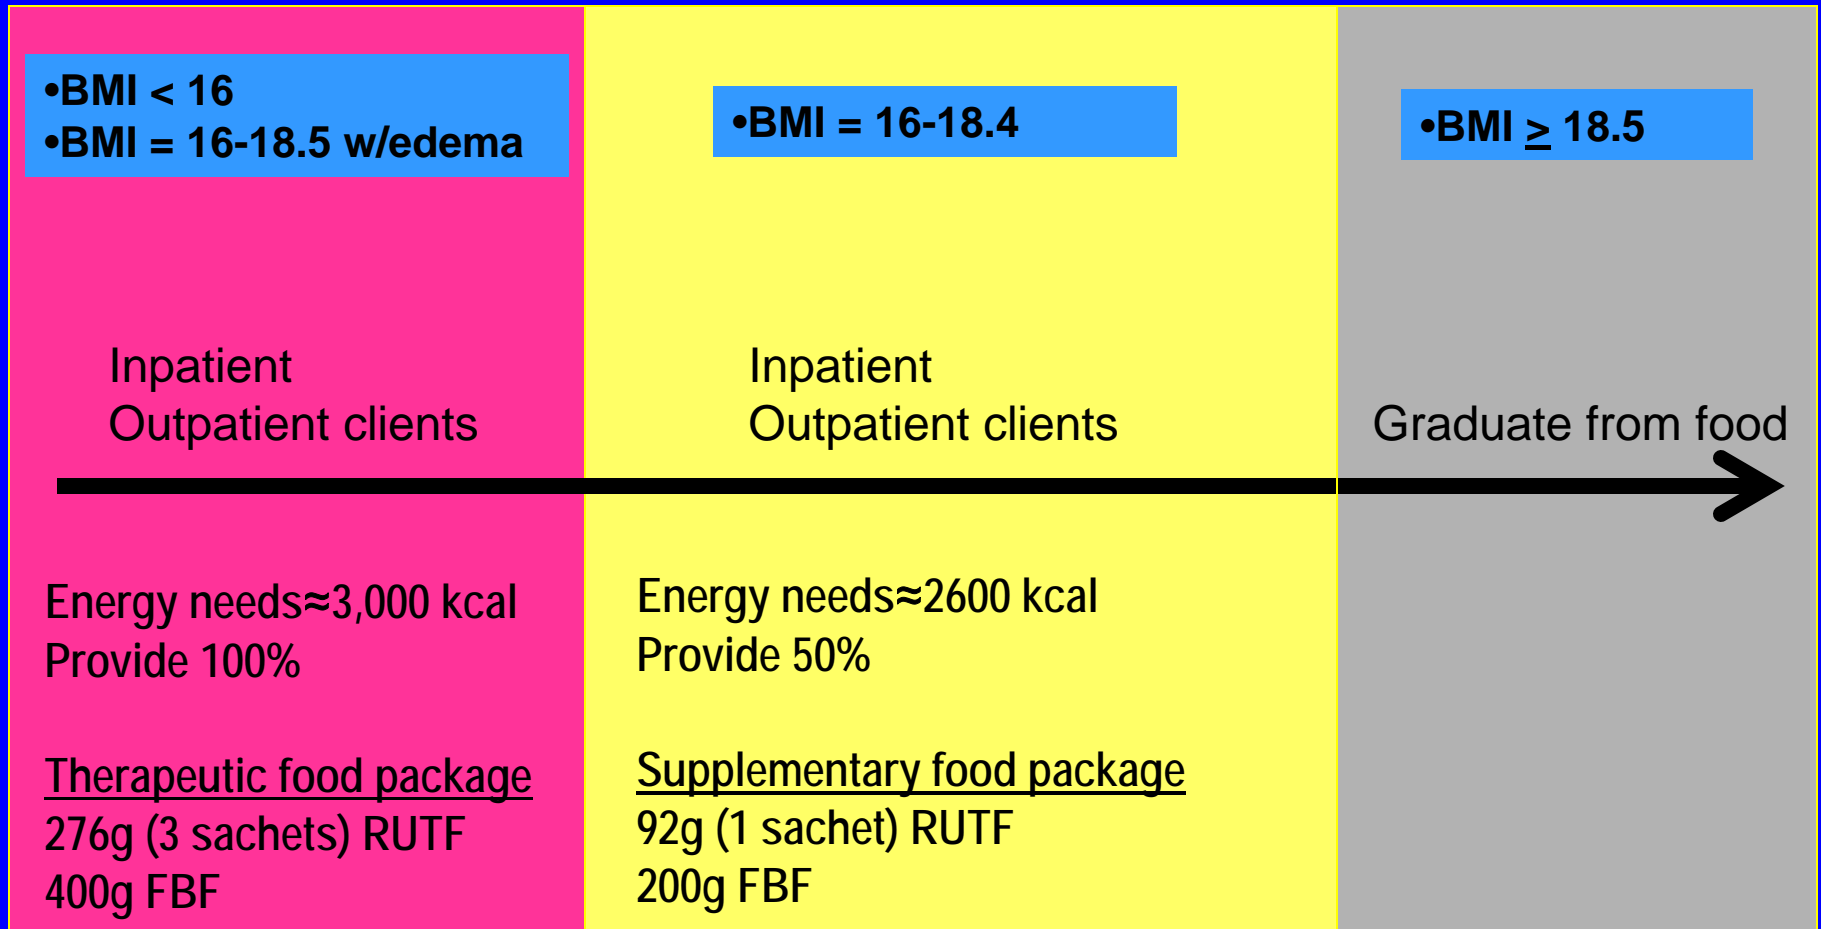 •BMI < 16
•BMI = 16-18.5 w/edema
Inpatient
Outpatient clients
Energy needs≈3,000 kcal
Provide 100%
Therapeutic food package
276g (3 sachets) RUTF
400g FBF
•BMI = 16-18.4
Inpatient
Outpatient clients
Energy needs≈2600 kcal
Provide 50%
Supplementary food package
92g (1 sachet) RUTF
200g FBF
•BMI ≥ 18.5
Graduate from food